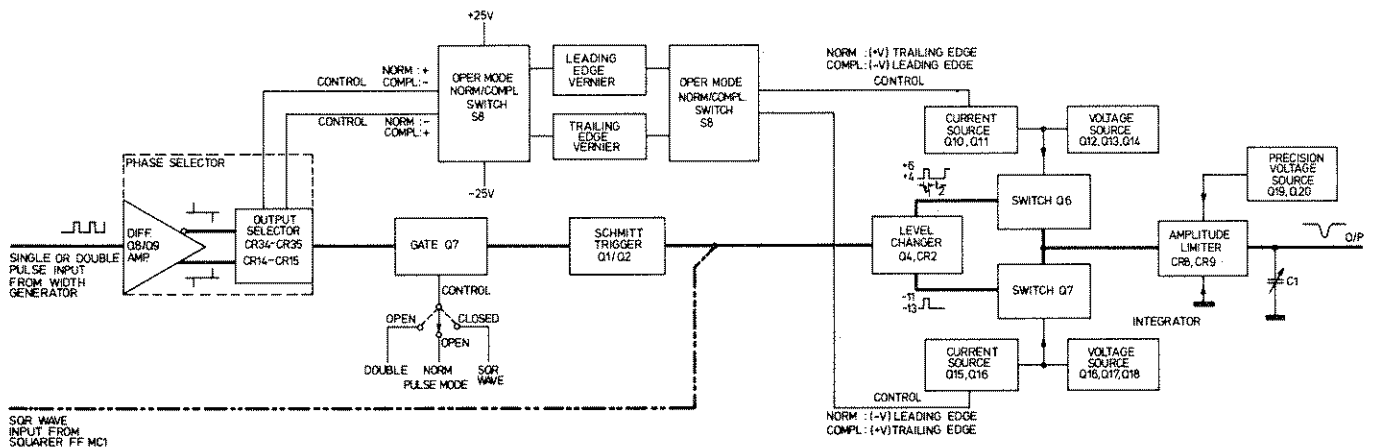 +25V
NORM : +
COMPL: -
CONTROL
CONTROL
NORM: -
COMPL: +
OPER MODE
NORM/COMPL
SWITCH
S8
-25V
LEADING
EDGE
VERNIER
TRAILING
EDGE
VERNIER
OPER MODE
NORM/COMPL.
SWITCH
S8
NORM : (+V) TRAILING EDGE
COMPL: (-V) LEADING EDGE
CONTROL
CURRENT
SOURCE
Q10, Q11
VOLTAGE
SOURCE
Q12, Q13, Q14
PRECISION
VOLTAGE
SOURCE
Q19, Q20
PHASE SELECTOR
DIFF.
Q8/Q9
AMP.
OUTPUT
SELECTOR
CR34-CR35
CR14-CR15
SINGLE OR DOUBLE
PULSE INPUT
FROM WIDTH
GENERATOR
GATE Q7
CONTROL
OPEN
CLOSED
OPEN
DOUBLE
NORM
SQR
WAVE
PULSE MODE
SCHMITT
TRIGGER
Q1/Q2
+6
+4
1
2
LEVEL
CHANGER
Q4, CR2
-11
-13
SWITCH Q6
SWITCH Q7
AMPLITUDE
LIMITER
CR8, CR9
O/P
C1
INTEGRATOR
CURRENT
SOURCE
Q15, Q16
VOLTAGE
SOURCE
Q16, Q17, Q18
CONTROL
NORM : (-V) LEADING EDGE
COMPL : (+V) TRAILING EDGE
SQR WAVE
INPUT FROM
SQUARER FF MC1